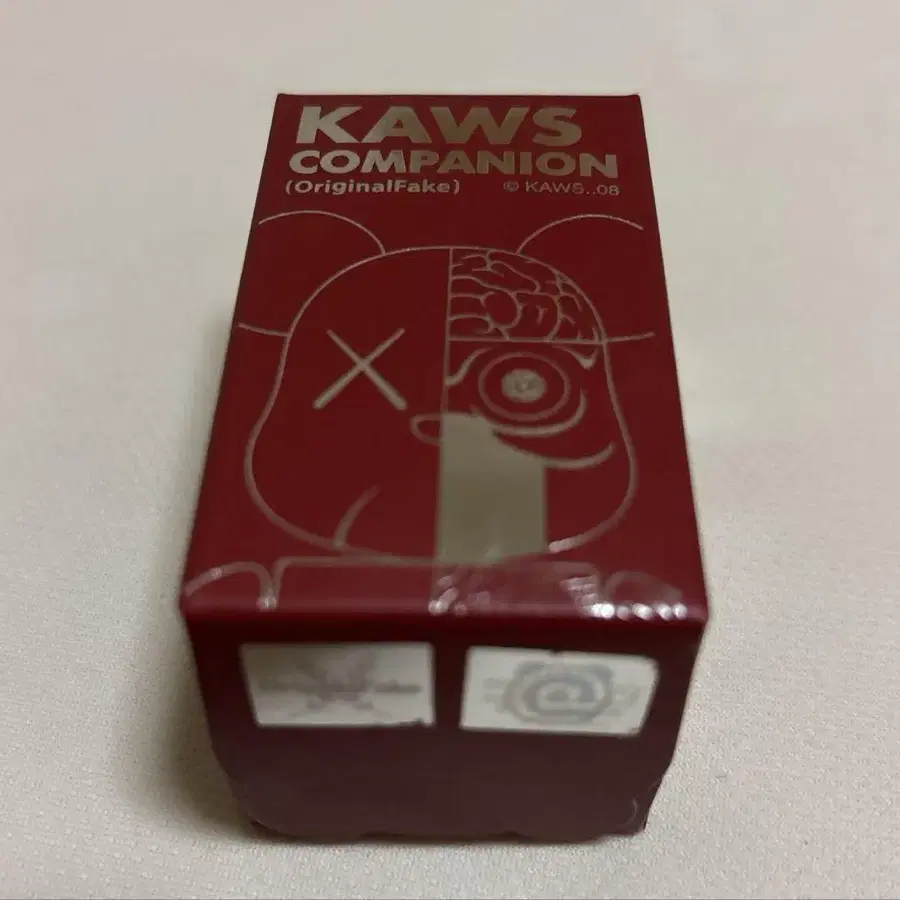 KAWS
COMPANION
(OriginalFake) © KAWS..08